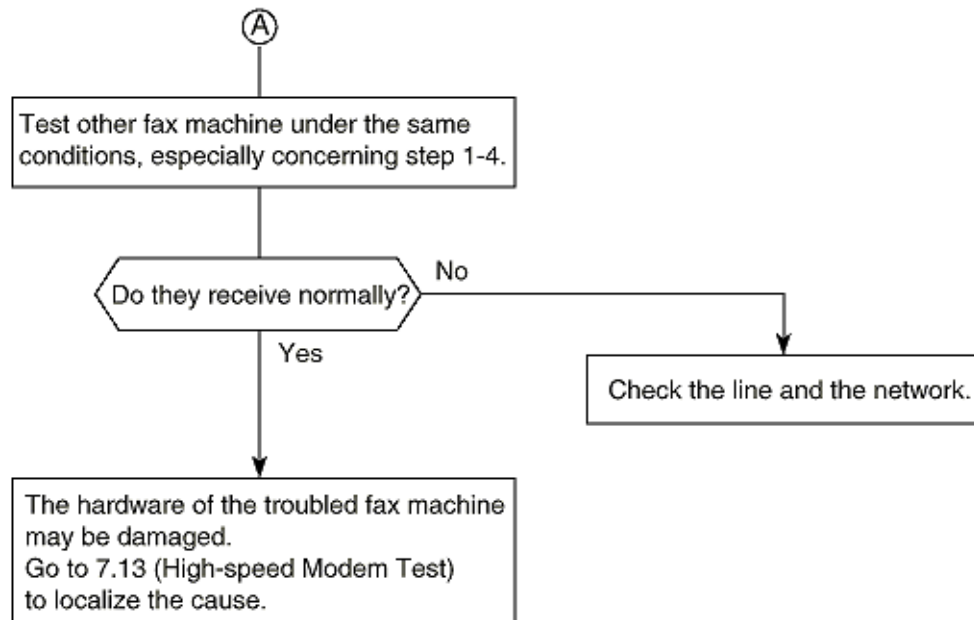 A
Test other fax machine under the same
conditions, especially concerning step 1-4.
Do they receive normally?
No
Yes
Check the line and the network.
The hardware of the troubled fax machine
may be damaged.
Go to 7.13 (High-speed Modem Test)
to localize the cause.